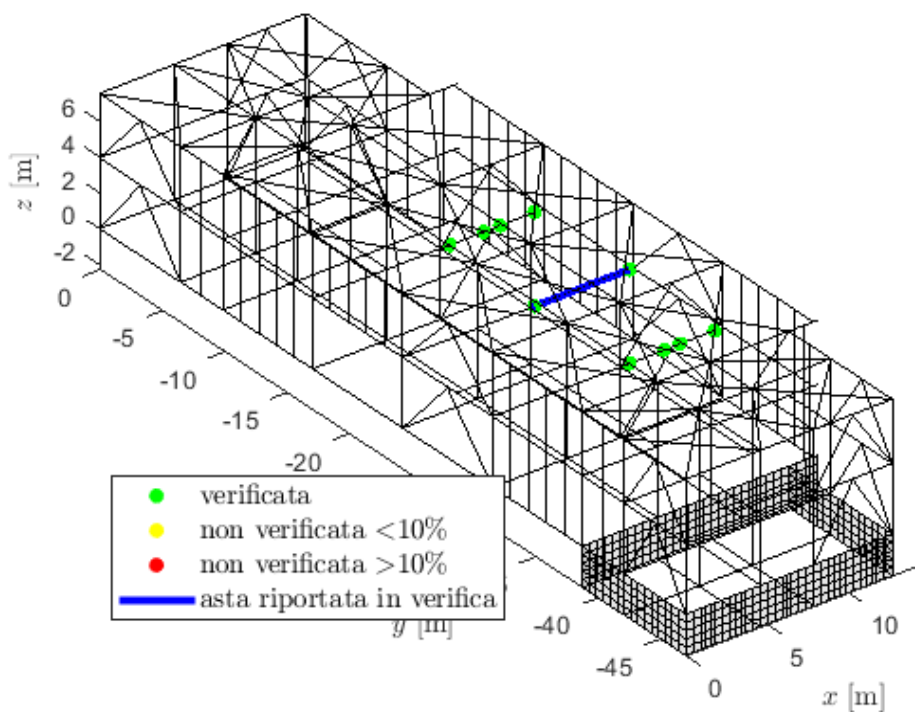 6
4
2
0
-2
z [m]
0
-5
-10
-15
-20
verificata
non verificata <10%
non verificata >10%
asta riportata in verifica
y [m]
-40
-45
0
5
10
x [m]